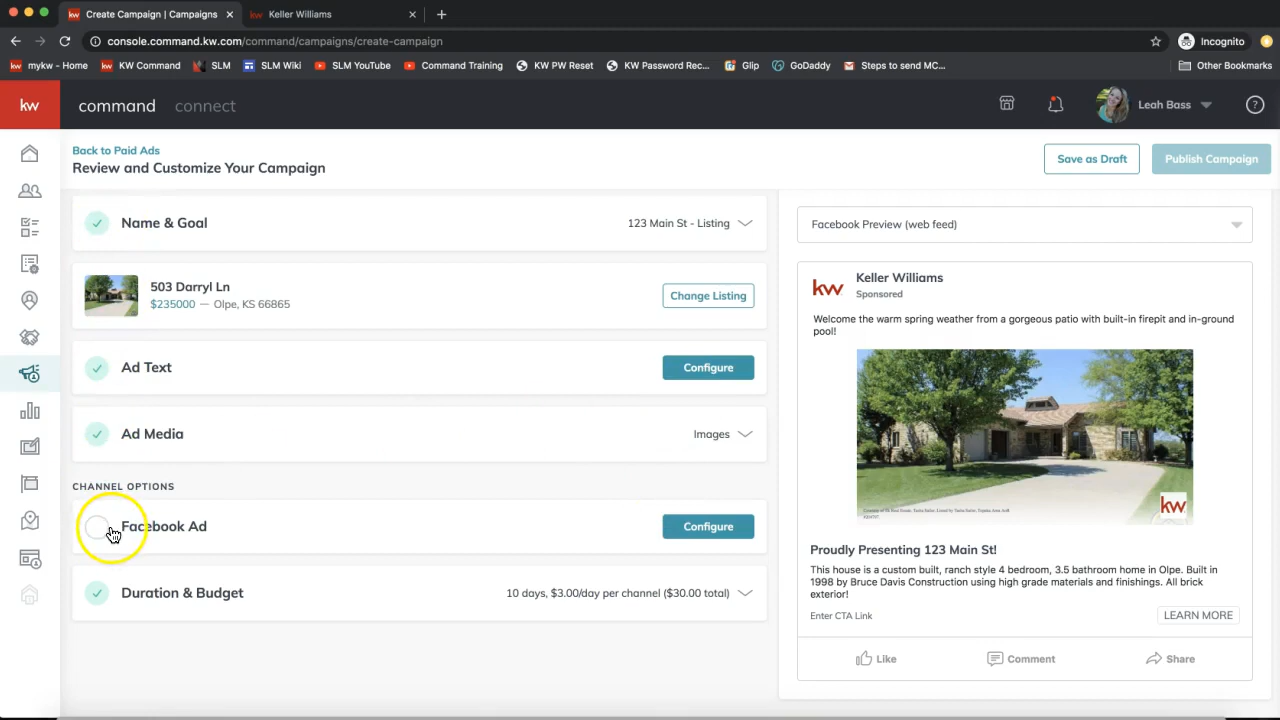 Create Campaign | Campaigns
Keller Williams
console.command.kw.com/command/campaigns/create-campaign
Incognito
mykw - Home
KW Command
SLM
SLM Wiki
SLM YouTube
Command Training
KW PW Reset
KW Password Rec...
Glip
GoDaddy
Steps to send MC...
Other Bookmarks
kw
command
connect
Leah Bass
Back to Paid Ads
Review and Customize Your Campaign
Save as Draft
Publish Campaign
Name & Goal
123 Main St - Listing
503 Darryl Ln
$235000 — Olpe, KS 66865
Change Listing
Ad Text
Configure
Ad Media
Images
CHANNEL OPTIONS
Facebook Ad
Configure
Duration & Budget
10 days, $3.00/day per channel ($30.00 total)
Facebook Preview (web feed)
kw
Keller Williams
Sponsored
Welcome the warm spring weather from a gorgeous patio with built-in firepit and in-ground
pool!
kw
Proudly Presenting 123 Main St!
This house is a custom built, ranch style 4 bedroom, 3.5 bathroom home in Olpe. Built in
1998 by Bruce Davis Construction using high grade materials and finishings. All brick
exterior!
Enter CTA Link
LEARN MORE
Like
Comment
Share